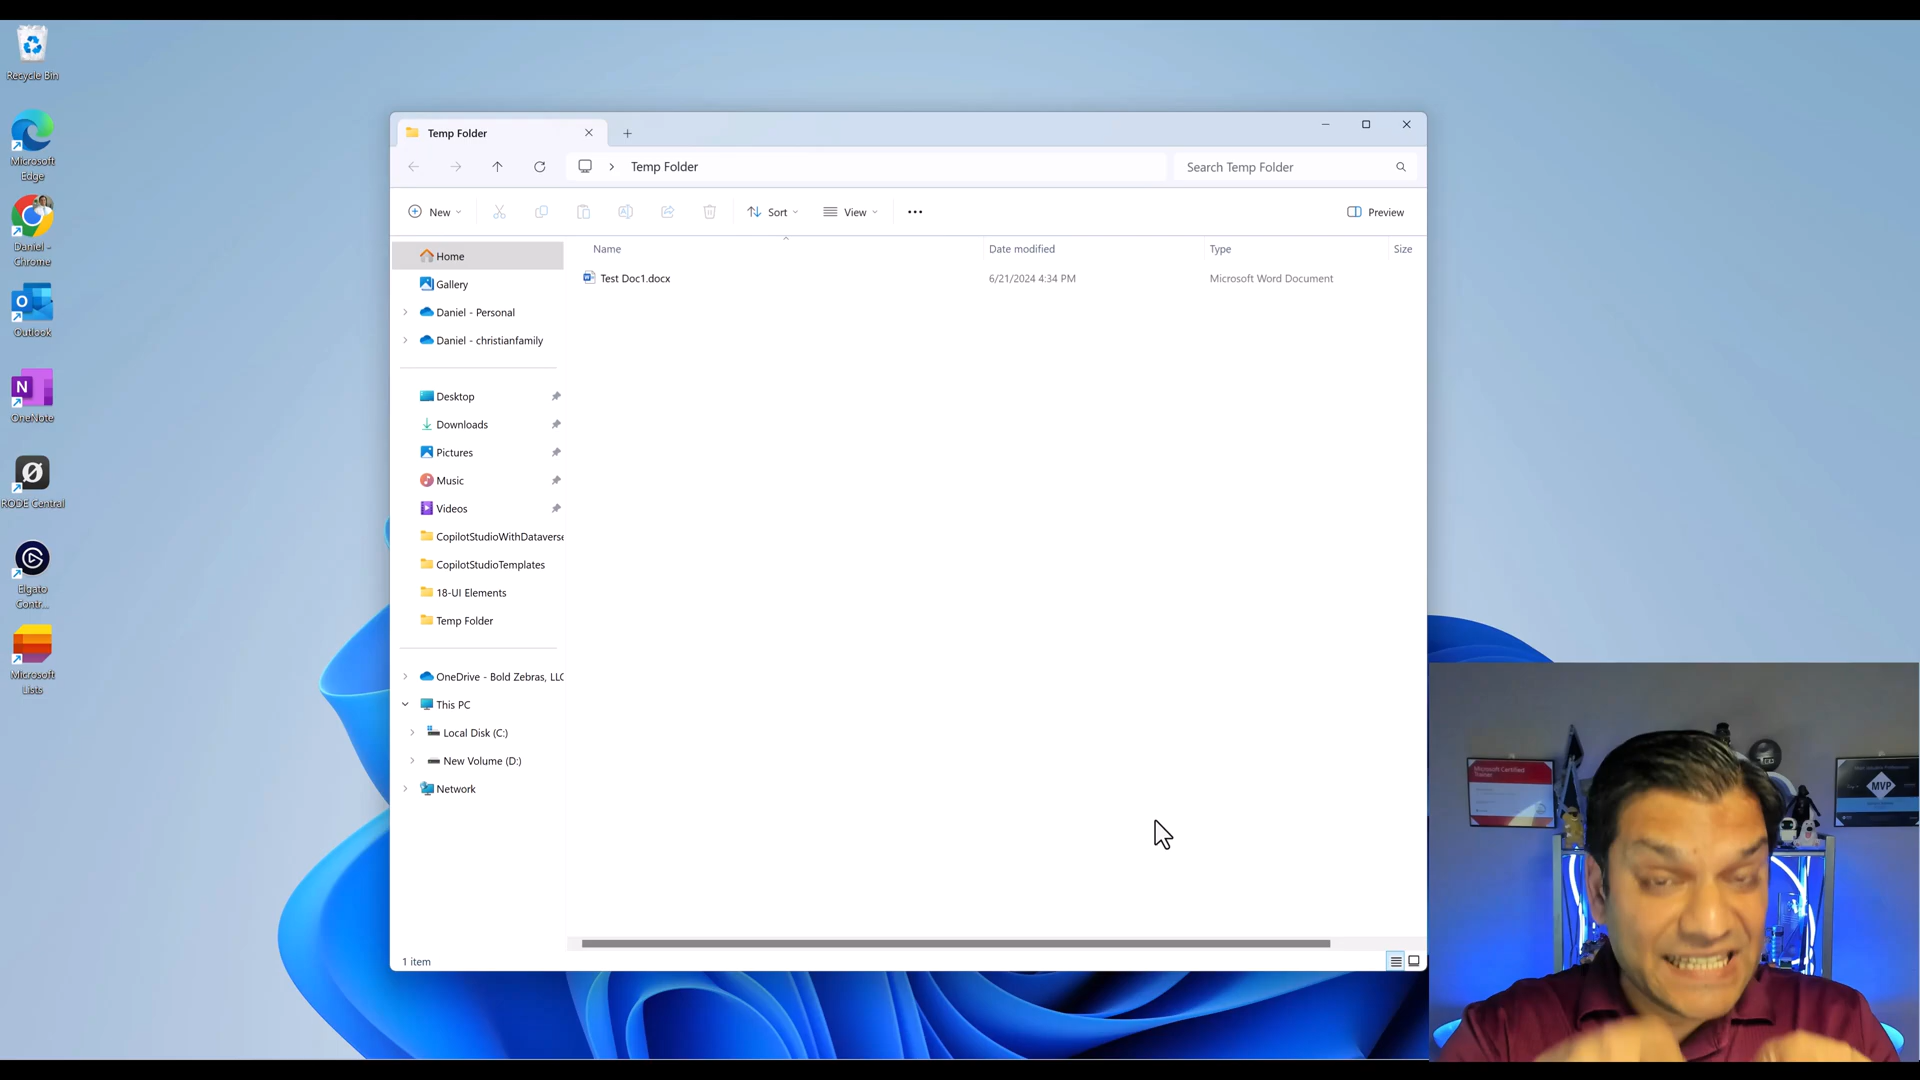 Recycle Bin
Microsoft
Edge
Daniel -
Chrome
Outlook
OneNote
RODE Central
Elgato
Contr...
Microsoft
Lists
Temp Folder
Temp Folder
Search Temp Folder
New
Sort
View
Preview
Name
Date modified
Type
Size
Test Doc1.docx
6/21/2024 4:34 PM
Microsoft Word Document
Home
Gallery
Daniel - Personal
Daniel - christianfamily
Desktop
Downloads
Pictures
Music
Videos
CopilotStudioWithDataverse
CopilotStudioTemplates
18-UI Elements
Temp Folder
OneDrive - Bold Zebras, LLC
This PC
Local Disk (C:)
New Volume (D:)
Network
1 item
Microsoft Certified
Trainer
MVP